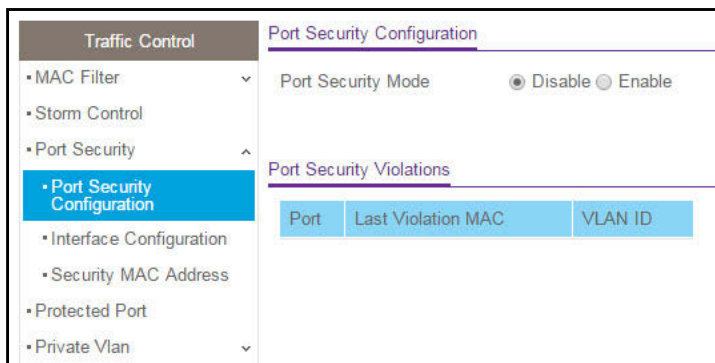 Traffic Control
MAC Filter
Storm Control
Port Security
Port Security
Configuration
Interface Configuration
Security MAC Address
Protected Port
Private Vlan
Port Security Configuration
Port Security Mode Disable Enable
Port Security Violations
Port Last Violation MAC VLAN ID